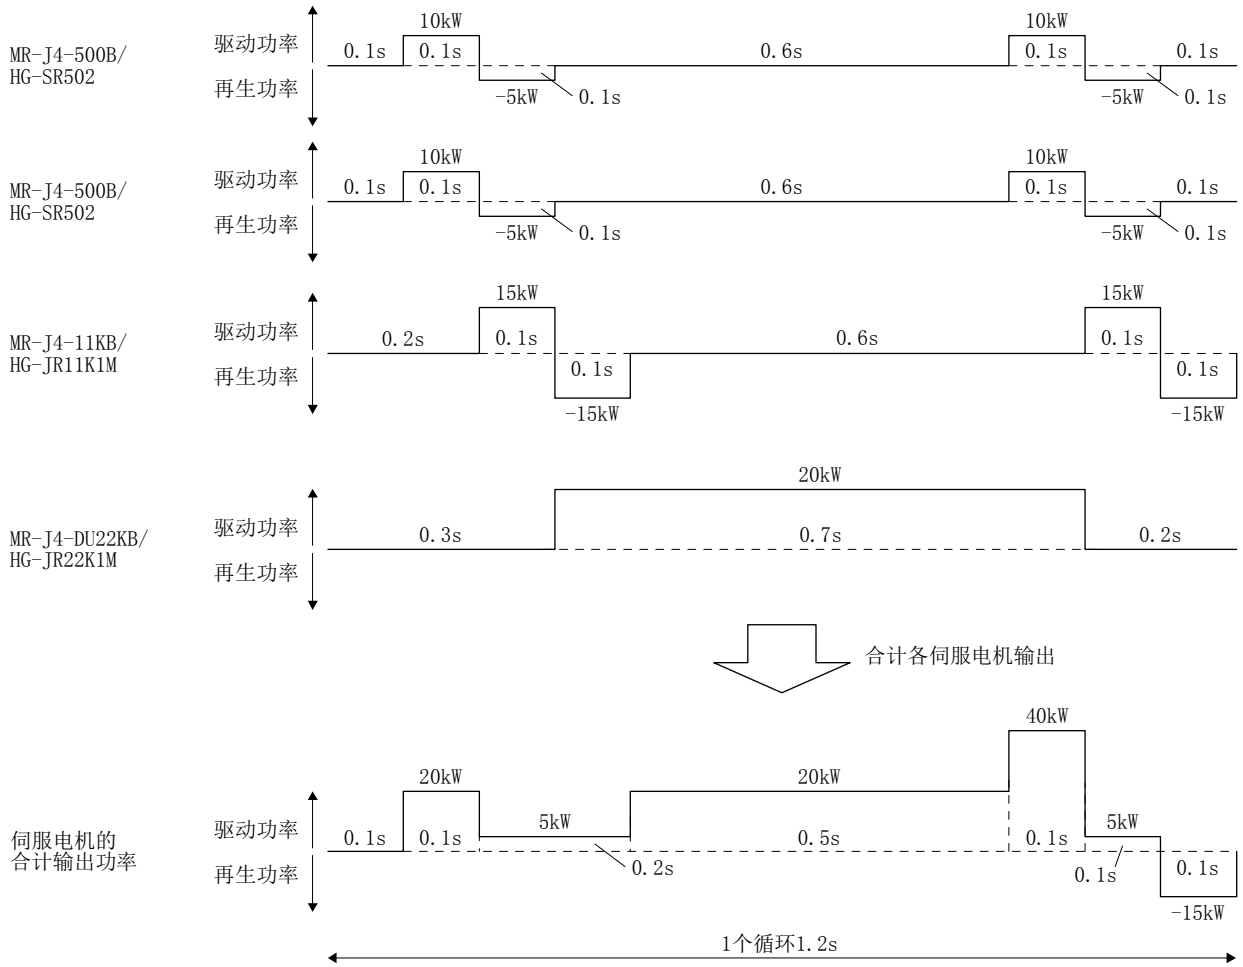 10kW
10kW
MR-J4-500B/
HG-SR502
驱动功率
再生功率
0.1s
0.1s
0.6s
0.1s
0.1s
-5kW
0.1s
-5kW
0.1s
10kW
10kW
MR-J4-500B/
HG-SR502
驱动功率
再生功率
0.1s
0.1s
0.6s
0.1s
0.1s
-5kW
0.1s
-5kW
0.1s
15kW
15kW
MR-J4-11KB/
HG-JR11K1M
驱动功率
再生功率
0.2s
0.1s
0.6s
0.1s
0.1s
0.1s
-15kW
-15kW
20kW
MR-J4-DU22KB/
HG-JR22K1M
驱动功率
再生功率
0.3s
0.7s
0.2s
合计各伺服电机输出
40kW
20kW
20kW
伺服电机的
合计输出功率
驱动功率
再生功率
5kW
5kW
0.1s
0.1s
0.5s
0.1s
0.2s
0.1s
0.1s
-15kW
1个循环1.2s